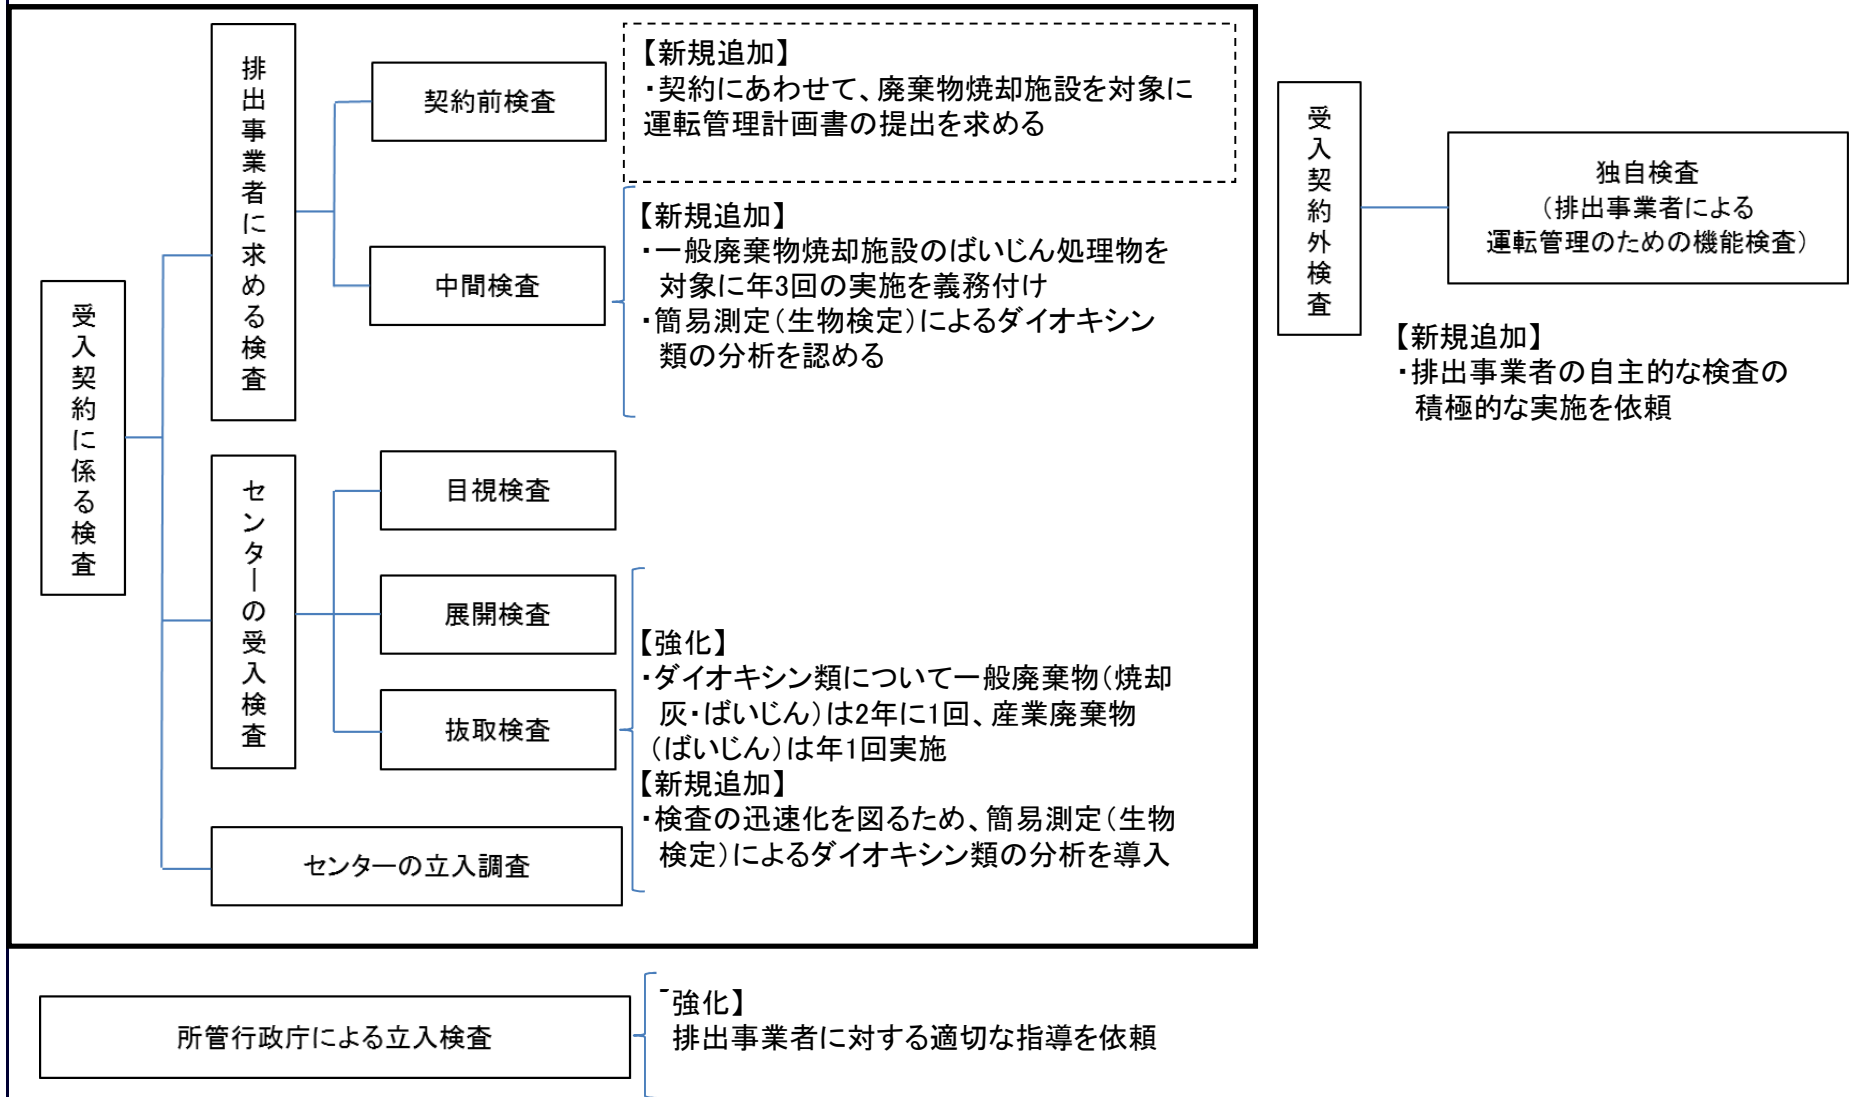 受入契約に係る検査
排出事業者に求める検査
契約前検査
【新規追加】
・契約にあわせて、廃棄物焼却施設を対象に
運転管理計画書の提出を求める
中間検査
【新規追加】
・一般廃棄物焼却施設のばいじん処理物を
対象に年3回の実施を義務付け
・簡易測定(生物検定)によるダイオキシン
類の分析を認める
センターの受入検査
目視検査
展開検査
抜取検査
【強化】
・ダイオキシン類について一般廃棄物(焼却
灰・ばいじん)は2年に1回、産業廃棄物
(ばいじん)は年1回実施
【新規追加】
・検査の迅速化を図るため、簡易測定(生物
検定)によるダイオキシン類の分析を導入
センターの立入調査
受入契約外検査
独自検査
(排出事業者による
運転管理のための機能検査)
【新規追加】
・排出事業者の自主的な検査の
積極的な実施を依頼
所管行政庁による立入検査
強化】
排出事業者に対する適切な指導を依頼